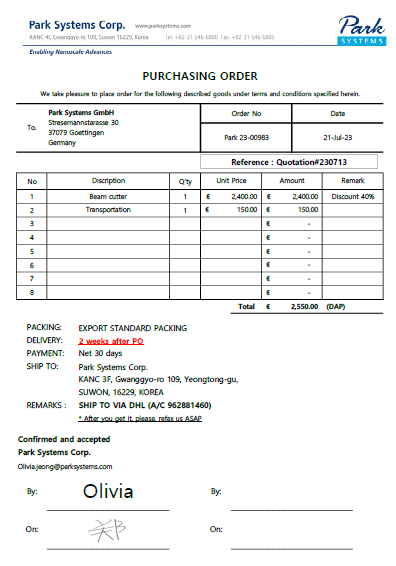 Park Systems Corp. www.parksystems.com
KANC 4F, Gwanggyo-ro 109, Suwon 16229, Korea Tel. +82-31-546-6800 Fax. +82-31-546-6805
Park
SYSTEMS
Enabling Nanoscale Advances
PURCHASING ORDER
We take pleasure to place order for the following described goods under terms and conditions specified herein.
To.
Park Systems GmbH
Stresemannstarasse 30
37079 Goettingen
Germany
Order No Date
Park 23-00983 21-Jul-23
Reference : Quotation#230713
No Discription Q'ty Unit Price Amount Remark
1 Beam cutter 1 € 2,400.00 € 2,400.00 Discount 40%
2 Transportation 1 € 150.00 € 150.00
3 € -
4 € -
5 € -
6 € -
7 € -
8 € -
Total € 2,550.00 (DAP)
PACKING: EXPORT STANDARD PACKING
DELIVERY: 2 weeks after PO
PAYMENT: Net 30 days
SHIP TO: Park Systems Corp.
KANC 3F, Gwanggyo-ro 109, Yeongtong-gu,
SUWON, 16229, KOREA
REMARKS : SHIP TO VIA DHL (A/C 962881460)
* After you get it, please, refax us ASAP
Confirmed and accepted
Park Systems Corp.
Olivia.jeong@parksystems.com
By: Olivia By:
On: On: